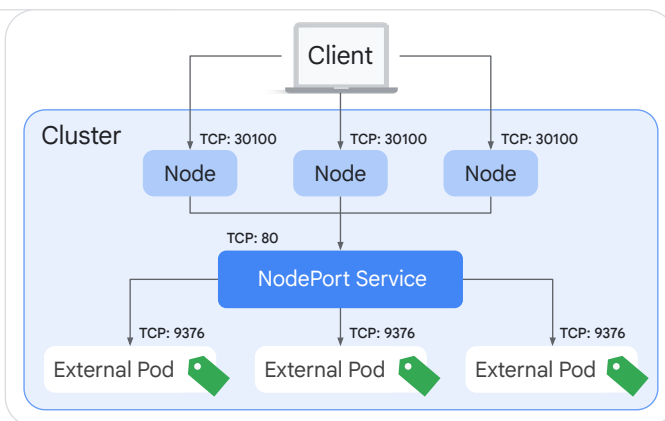 Client
Cluster
TCP: 30100
TCP: 30100
TCP: 30100
Node
Node
Node
TCP: 80
NodePort Service
TCP: 9376
TCP: 9376
TCP: 9376
External Pod
External Pod
External Pod